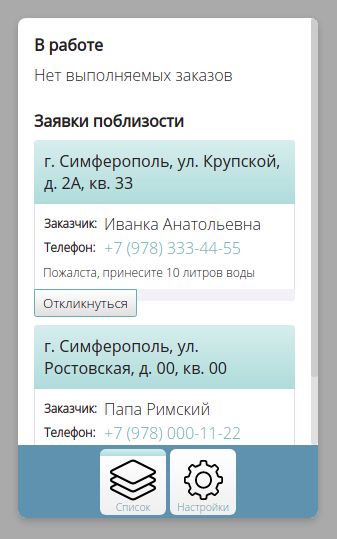 В работе
Нет выполняемых заказов
Заявки поблизости
г. Симферополь, ул. Крупской,
д. 2А, кв. 33
Заказчик: Иванка Анатольевна
Телефон: +7 (978) 333-44-55
Пожалста, принесите 10 литров воды
Откликнуться
г. Симферополь, ул.
Ростовская, д. 00, кв. 00
Заказчик: Папа Римский
Телефон: +7 (978) 000-11-22
Список Настройки